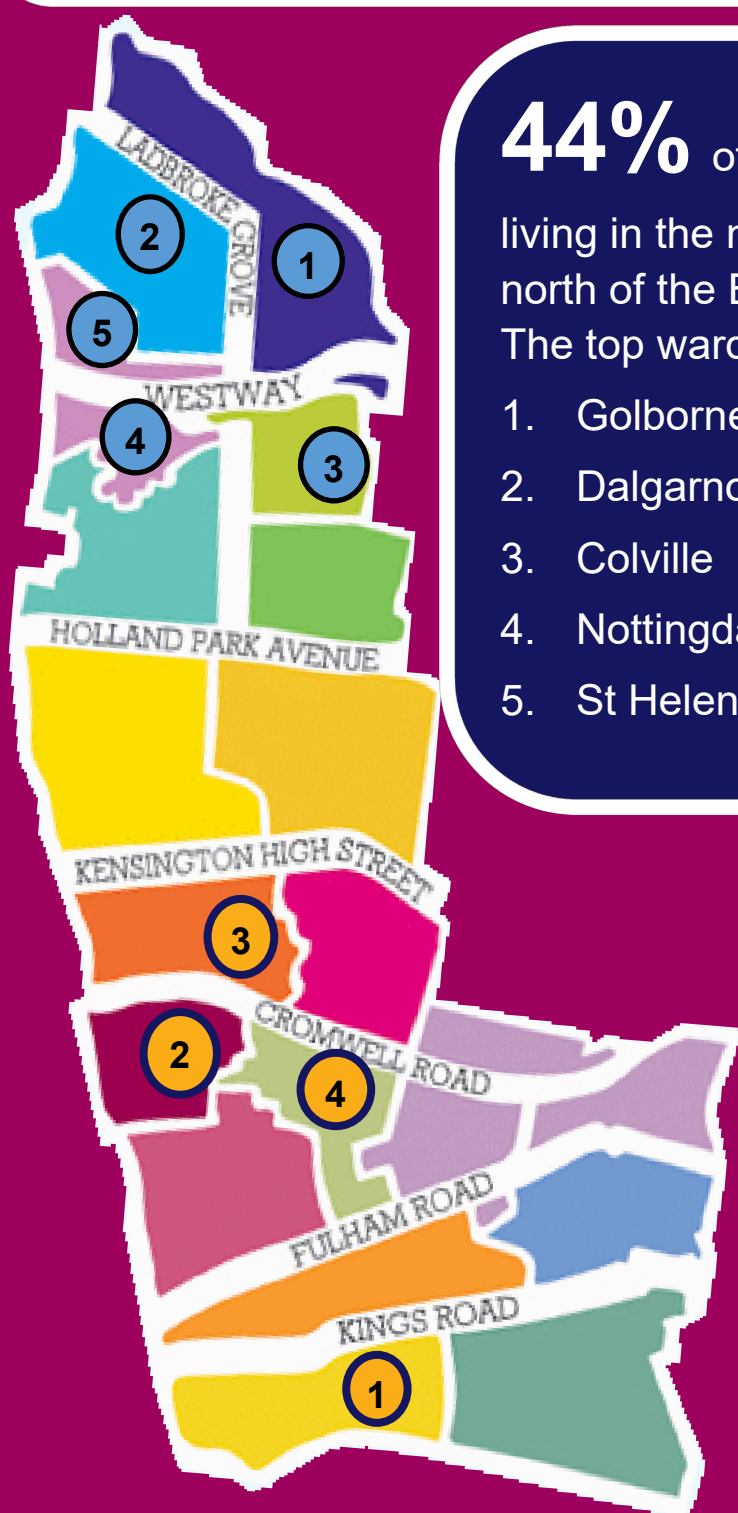 44% of
living in the
north of the
The top ward
1. Golborne
2. Dalgarno
3. Colville
4. Nottingda
5. St Helen
LADBROKE GROVE
2
1
5
WESTWAY
4
3
HOLLAND PARK AVENUE
KENSINGTON HIGH STREET
3
CROMWELL ROAD
2
4
FULHAM ROAD
KINGS ROAD
1